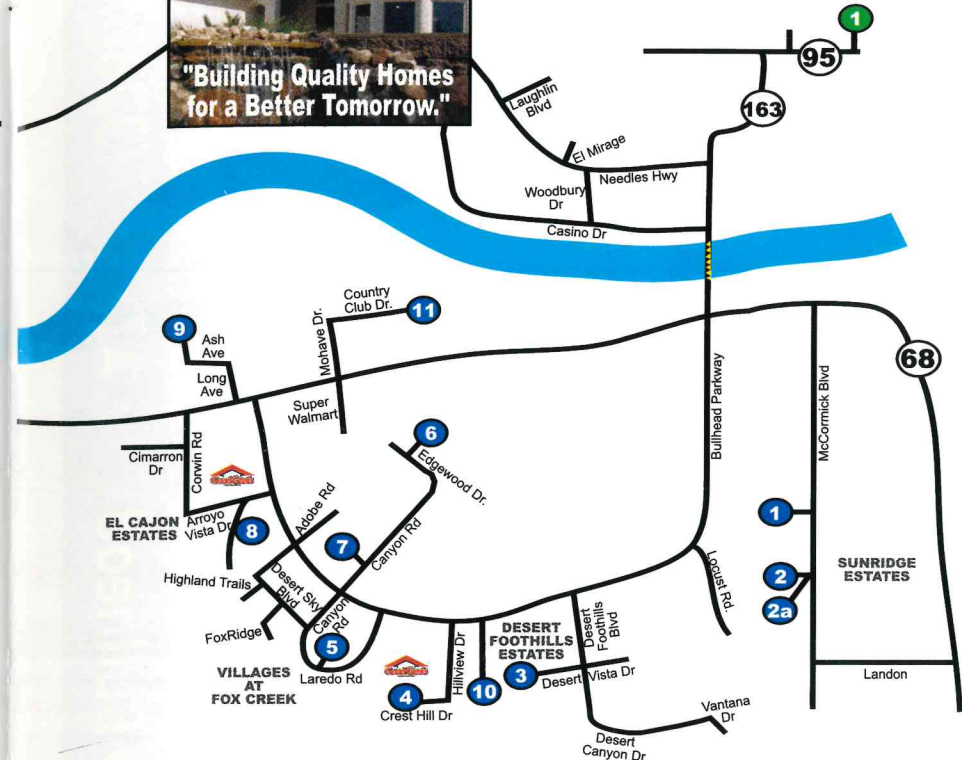 "Building Quality Homes
for a Better Tomorrow."
1
95
163
Laughlin
Blvd
El Mirage
Needles Hwy
Woodbury
Dr
Casino Dr
Country
Club Dr.
11
9
Ash
Ave
Long
Ave
Mohave Dr.
Super
Walmart
68
Bullhead Parkway
McCormick Blvd
6
Edgewood Dr.
Cimarron
Dr
Corwin Rd
Arroyo
Vista Dr
EL CAJON
ESTATES
8
Adobe Rd
7
Canyon Rd
1
Highland Trails
Desert Sky
Blvd
Canyon
Rd
Locust Rd.
2
2a
SUNRIDGE
ESTATES
FoxRidge
5
Laredo Rd
VILLAGES
AT
FOX CREEK
Hillview Dr
DESERT
FOOTHILLS
ESTATES
Desert
Foothills
Blvd
3
Desert Vista Dr
4
Crest Hill Dr
10
Landon
Vantana
Dr
Desert
Canyon Dr